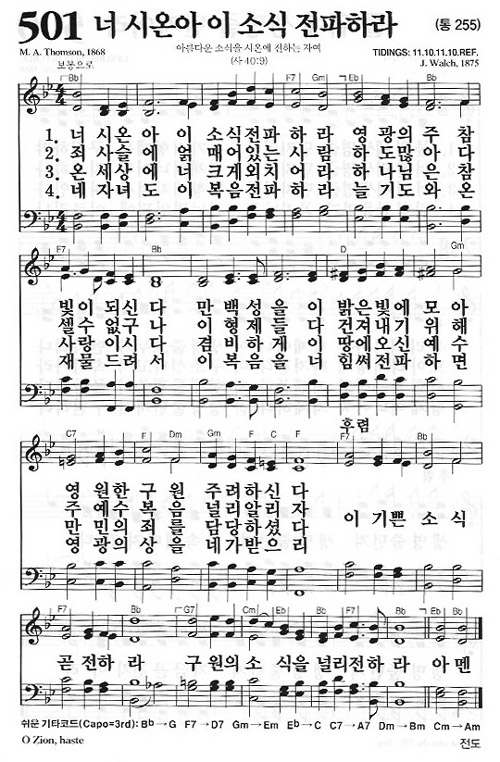 501 너 시온아 이 소식 전파하라 (통 255)
M. A. Thomson, 1868 아름다운 소식을 시온에 전하는 자여 TIDINGS: 11.10.11.10.REF.
보통으로 (사 40:9) J. Walch, 1875
Bb F7 Gm Eb Bb
1. 너 시온아 이 소식전파하라 영광의 주 참
2. 죄 사슬에 얽매어있는 사람 하도많아 다
3. 온 세상에 너 크게외치어라 하나님은 참
4. 네 자녀도 이 복음전파하라 늘 기도와 온
F7 Bb D Gm
빛이 되신다 만백성을 이 밝은빛에 모아
셀수없구나 이 형제들 다 건져내기 위해
사랑이시다 겸비하게 이 땅에오신 예수
재물드려서 이 복음을 너 힘써전파하면
후렴
C7 F Dm Gm F C F F7 Bb
영원한 구원 주려하신다
주 예수 복음 널리알리자
만민의 죄를 담당하셨다
영광의 상을 네가받으리
이 기쁜 소식
F7 Bb G7 Cm Eb Bb F7 Bb Eb Bb
곧 전하라 구원의소식을널리전하라 아멘
쉬운 기타코드(Capo=3rd): Bb→G F7→D7 Gm→Em Eb→C C7→A7 Dm→Bm Cm→Am
O Zion, haste 전도